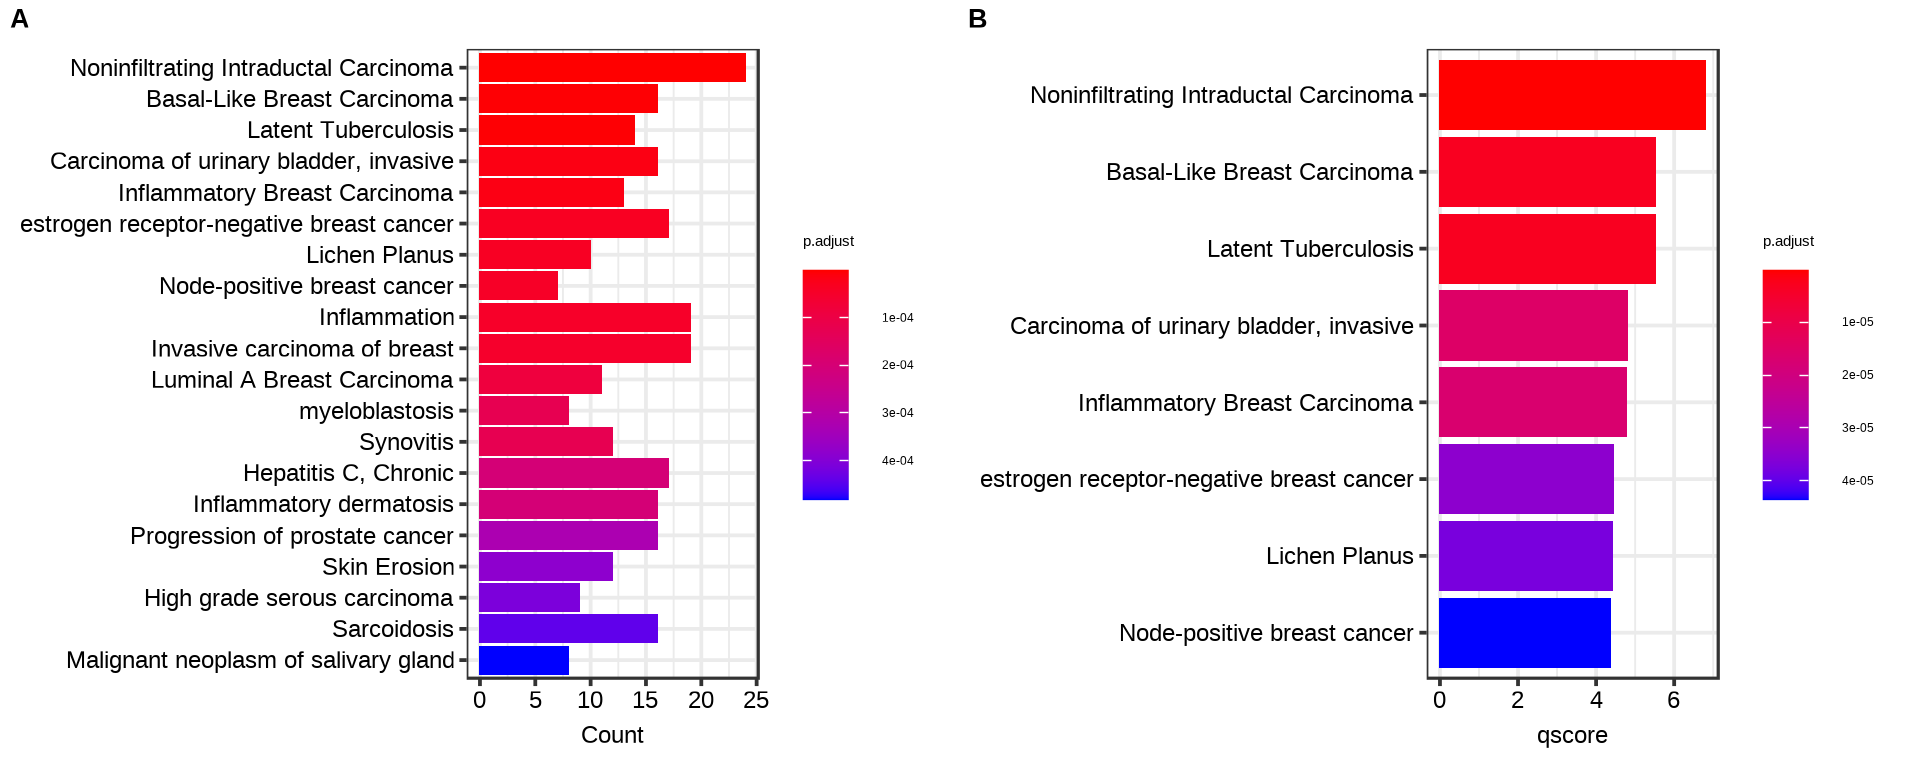 A
Noninfiltrating Intraductal Carcinoma
Basal-Like Breast Carcinoma
Latent Tuberculosis
Carcinoma of urinary bladder, invasive
Inflammatory Breast Carcinoma
estrogen receptor-negative breast cancer
Lichen Planus
Node-positive breast cancer
Inflammation
Invasive carcinoma of breast
Luminal A Breast Carcinoma
myeloblastosis
Synovitis
Hepatitis C, Chronic
Inflammatory dermatosis
Progression of prostate cancer
Skin Erosion
High grade serous carcinoma
Sarcoidosis
Malignant neoplasm of salivary gland
0 5 10 15 20 25
Count
p.adjust
1e-04
2e-04
3e-04
4e-04
B
Noninfiltrating Intraductal Carcinoma
Basal-Like Breast Carcinoma
Latent Tuberculosis
Carcinoma of urinary bladder, invasive
Inflammatory Breast Carcinoma
estrogen receptor-negative breast cancer
Lichen Planus
Node-positive breast cancer
0 2 4 6
qscore
p.adjust
1e-05
2e-05
3e-05
4e-05